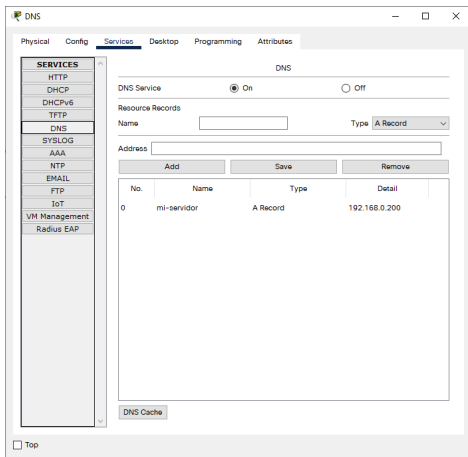 DNS
Physical Config Services Desktop Programming Attributes
SERVICES
HTTP
DHCP
DHCPv6
TFTP
DNS
SYSLOG
AAA
NTP
EMAIL
FTP
IoT
VM Management
Radius EAP
DNS
DNS Service On Off
Resource Records
Name Type A Record
Address
Add Save Remove
No. Name Type Detail
0 mi-servidor A Record 192.168.0.200
DNS Cache
Top